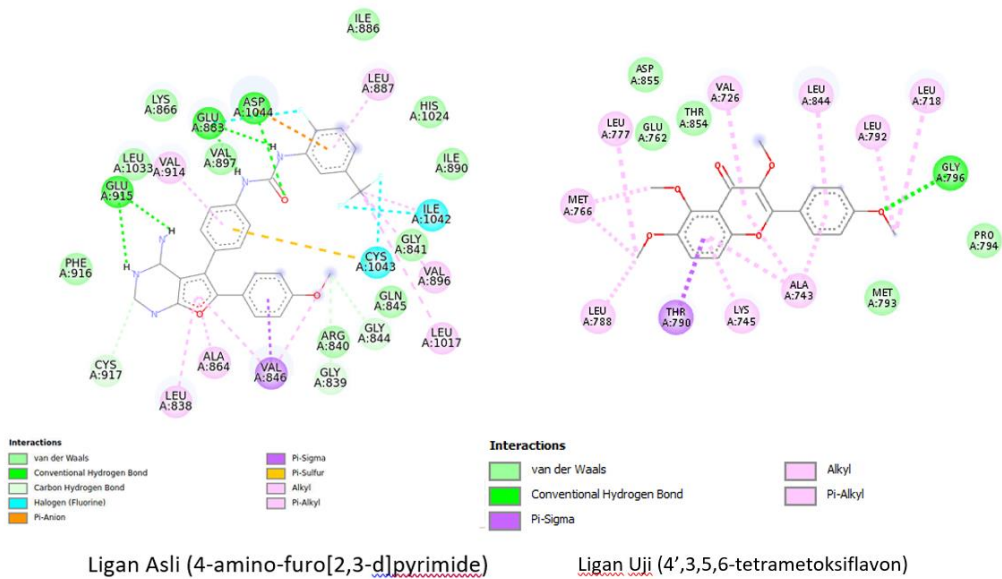 ILE
A:886
LEU
A:887
LYS
A:866
ASP
A:1044
GLU
A:883
HIS
A:1024
VAL
A:897
LEU
A:1033
VAL
A:914
ILE
A:890
GLU
A:915
ILE
A:1042
GLY
A:841
CYS
A:1043
VAL
A:896
PHE
A:916
GLN
A:845
ARG
A:840
GLY
A:844
LEU
A:1017
CYS
A:917
ALA
A:864
VAL
A:846
GLY
A:839
LEU
A:838
H
N
H
N
O
H
N
H
N
N
O
O
Interactions
van der Waals
Conventional Hydrogen Bond
Carbon Hydrogen Bond
Halogen (Fluorine)
Pi-Anion
Pi-Sigma
Pi-Sulfur
Alkyl
Pi-Alkyl
Ligan Asli (4-amino-furo[2,3-d]pyrimide)
ASP
A:855
VAL
A:726
LEU
A:844
LEU
A:718
THR
A:854
LEU
A:777
GLU
A:762
LEU
A:792
GLY
A:796
MET
A:766
PRO
A:794
ALA
A:743
MET
A:793
LEU
A:788
THR
A:790
LYS
A:745
O
O
O
O
O
O
Interactions
van der Waals
Conventional Hydrogen Bond
Pi-Sigma
Alkyl
Pi-Alkyl
Ligan Uji (4’,3,5,6-tetrametoksiflavon)